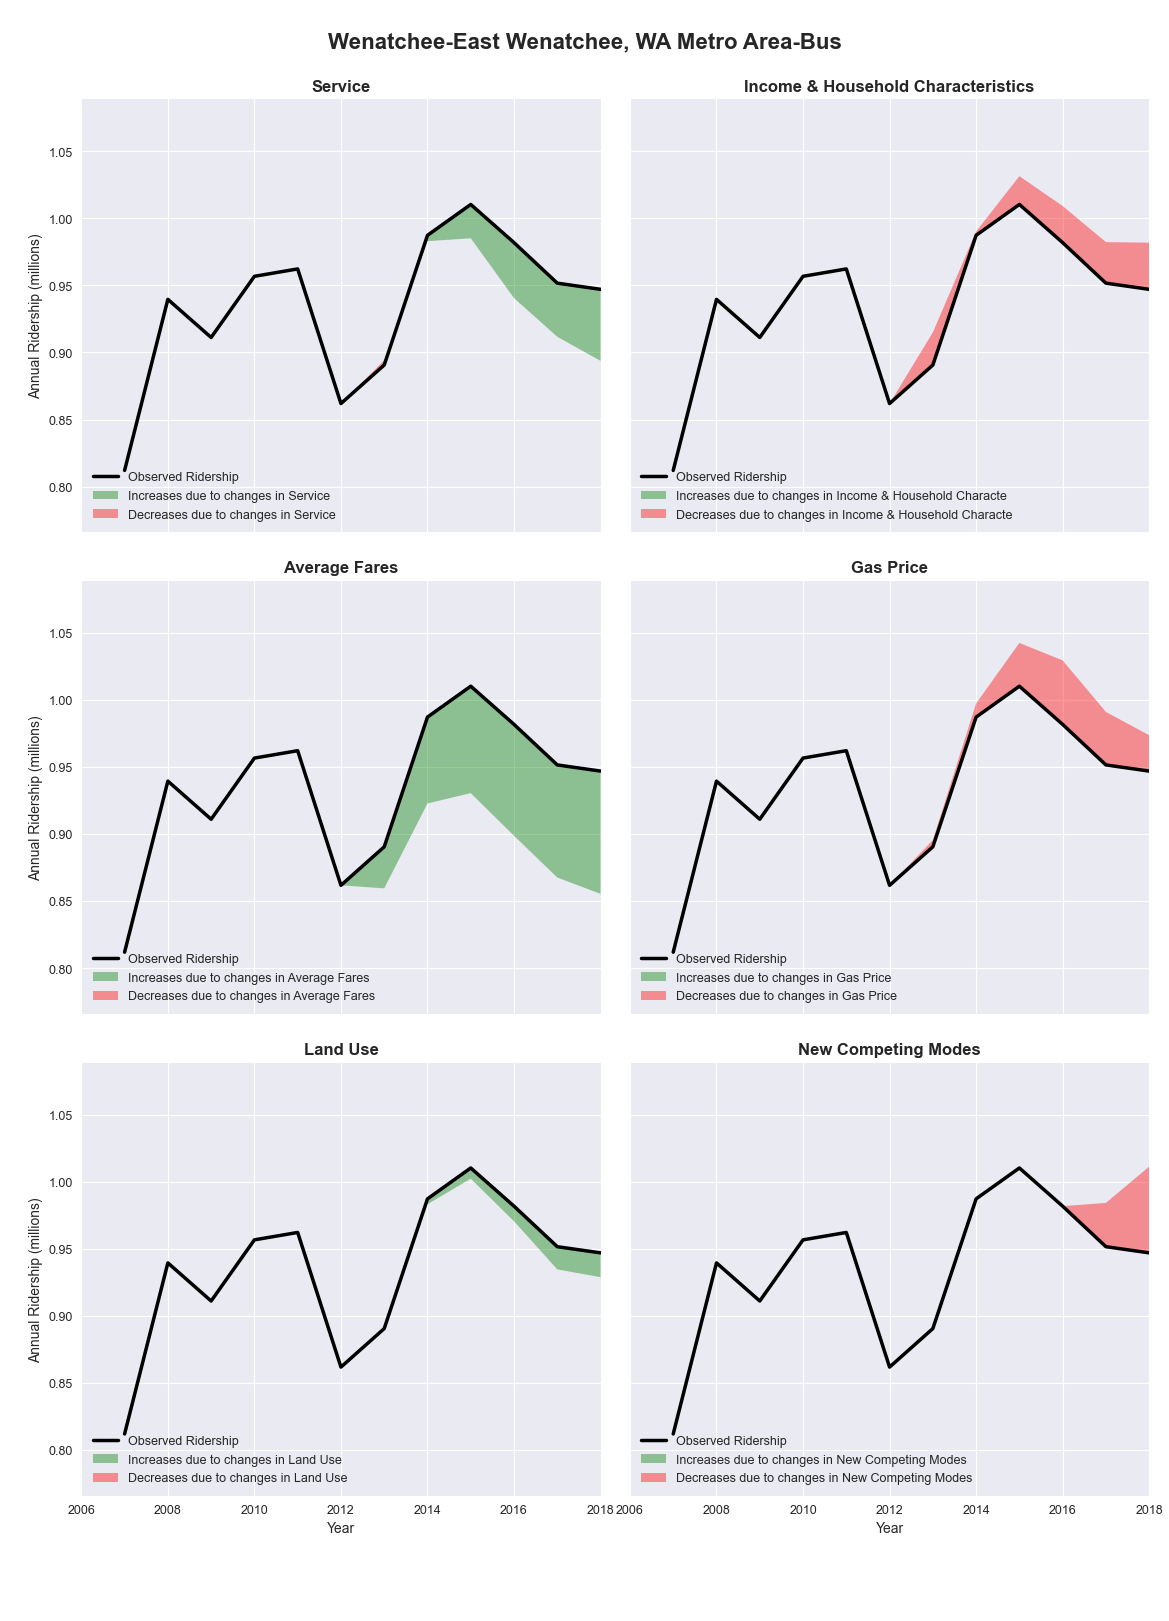 Wenatchee-East Wenatchee, WA Metro Area-Bus
Service
Annual Ridership (millions)
1.05
1.00
0.95
0.90
0.85
0.80
Observed Ridership
Increases due to changes in Service
Decreases due to changes in Service
Income & Household Characteristics
Observed Ridership
Increases due to changes in Income & Household Characte
Decreases due to changes in Income & Household Characte
Average Fares
Annual Ridership (millions)
1.05
1.00
0.95
0.90
0.85
0.80
Observed Ridership
Increases due to changes in Average Fares
Decreases due to changes in Average Fares
Gas Price
Observed Ridership
Increases due to changes in Gas Price
Decreases due to changes in Gas Price
Land Use
Annual Ridership (millions)
1.05
1.00
0.95
0.90
0.85
0.80
Observed Ridership
Increases due to changes in Land Use
Decreases due to changes in Land Use
2006 2008 2010 2012 2014 2016 2018
Year
New Competing Modes
Observed Ridership
Increases due to changes in New Competing Modes
Decreases due to changes in New Competing Modes
2006 2008 2010 2012 2014 2016 2018
Year